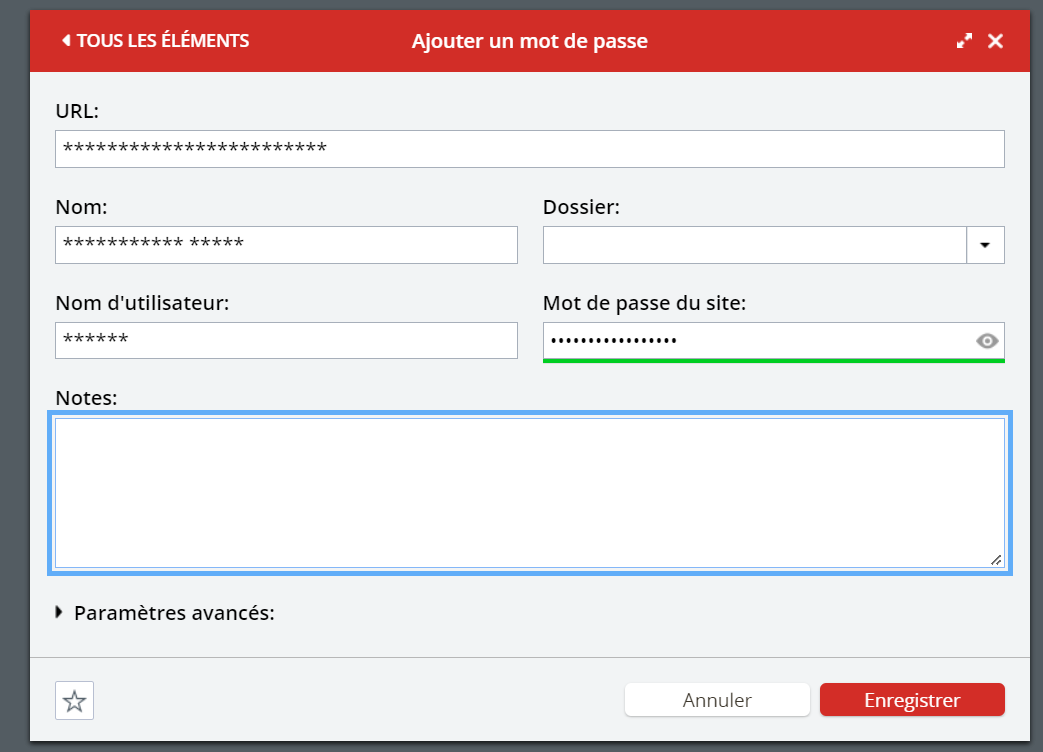 TOUS LES ÉLÉMENTS
Ajouter un mot de passe
URL:
************************
Nom:
Dossier:
*********** *****
Nom d'utilisateur:
Mot de passe du site:
******
•••••••••••••••••
Notes:
Paramètres avancés:
Annuler
Enregistrer